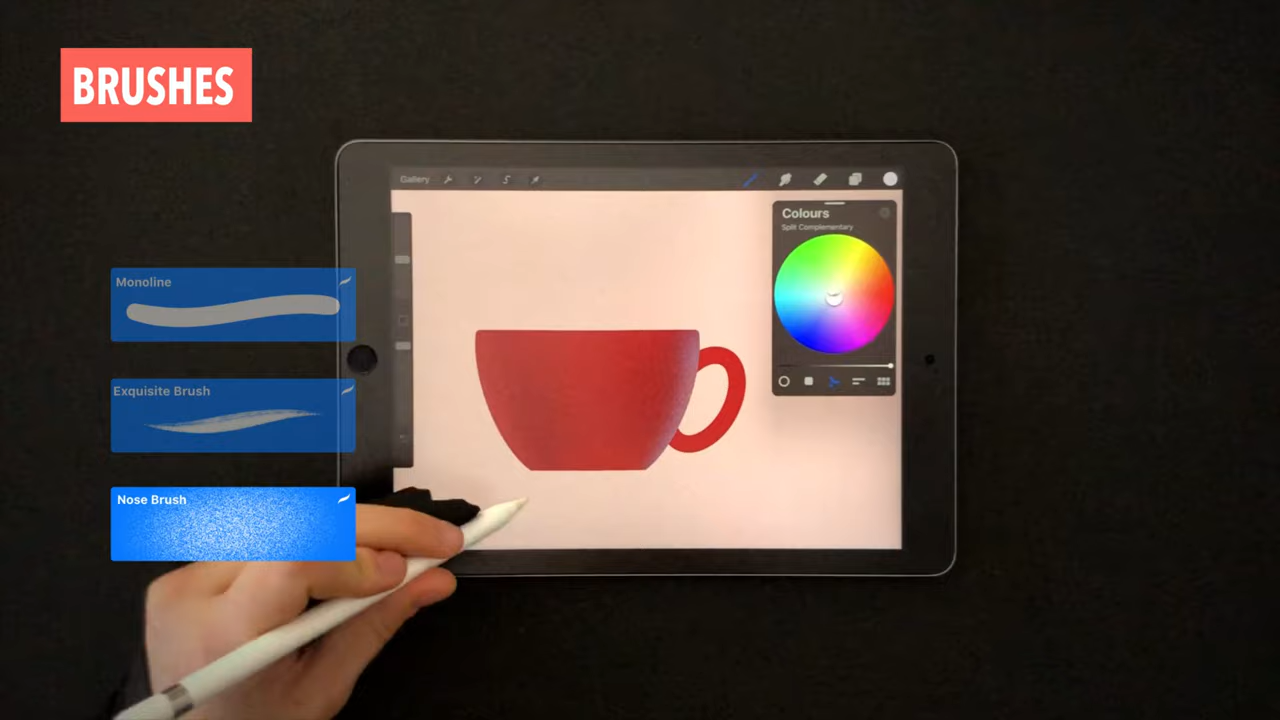 BRUSHES
Gallery
Colours
Split Complementary
Monoline
Exquisite Brush
Nose Brush